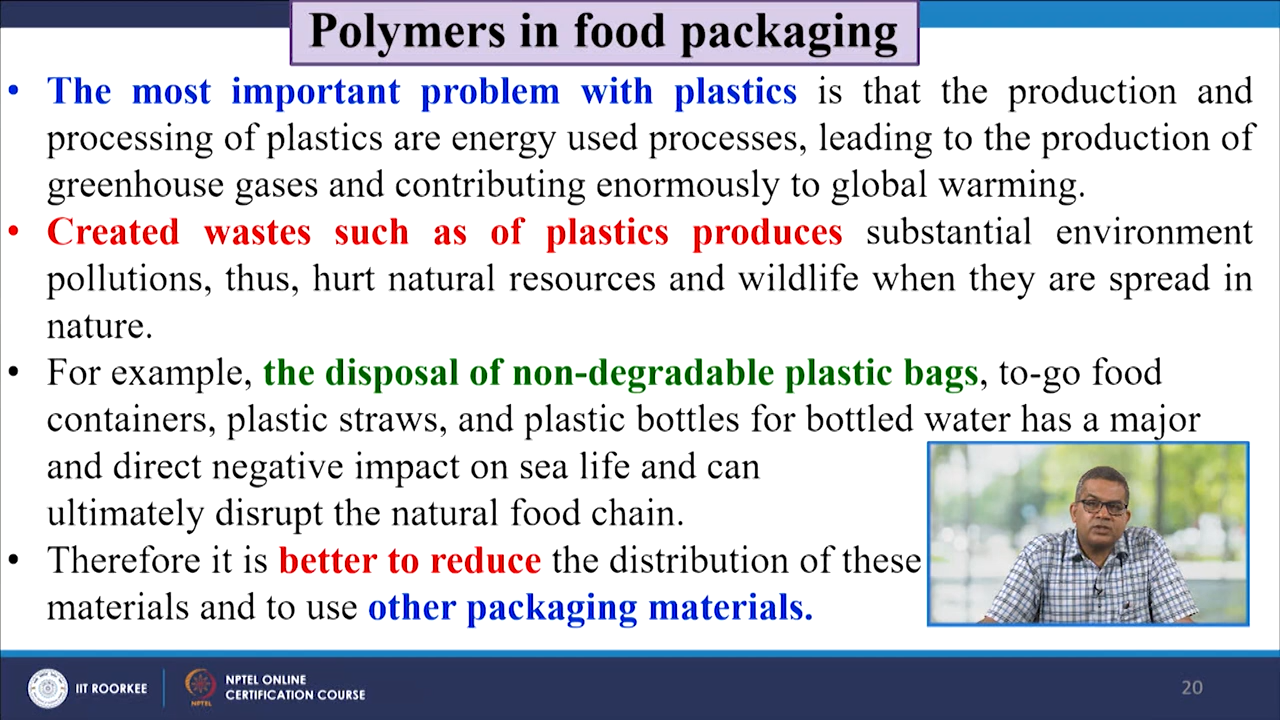 Polymers in food packaging
• The most important problem with plastics is that the production and
processing of plastics are energy used processes, leading to the production of
greenhouse gases and contributing enormously to global warming.
• Created wastes such as of plastics produces substantial environment
pollutions, thus, hurt natural resources and wildlife when they are spread in
nature.
• For example, the disposal of non-degradable plastic bags, to-go food
containers, plastic straws, and plastic bottles for bottled water has a major
and direct negative impact on sea life and can
ultimately disrupt the natural food chain.
• Therefore it is better to reduce the distribution of these
materials and to use other packaging materials.
IIT ROORKEE
NPTEL
NPTEL ONLINE
CERTIFICATION COURSE
20